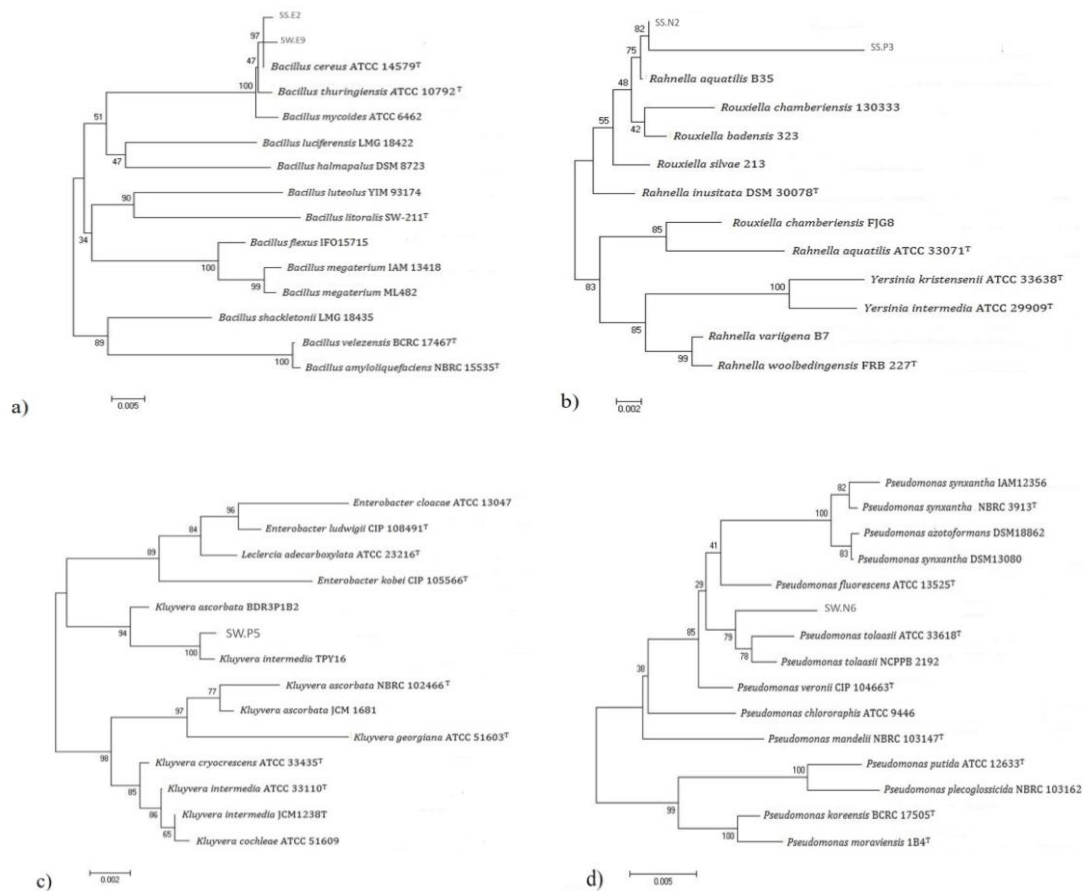 SS.E2
97
SW.E9
47
Bacillus cereus ATCC 14579ᵀ
100
Bacillus thuringiensis ATCC 10792ᵀ
Bacillus mycoides ATCC 6462
51
Bacillus luciferensis LMG 18422
47
Bacillus halmapalus DSM 8723
90
Bacillus luteolus YIM 93174
Bacillus litoralis SW-211ᵀ
34
Bacillus flexus IFO15715
100
Bacillus megaterium IAM 13418
99
Bacillus megaterium ML482
Bacillus shackletonii LMG 18435
89
Bacillus velezensis BCRC 17467ᵀ
100
Bacillus amyloliquefaciens NBRC 15535ᵀ
0.005
a)
82
SS.N2
75
SS.P3
48
Rahnella aquatilis B35
Rouxiella chamberiensis 130333
42
Rouxiella badensis 323
55
Rouxiella silvae 213
Rahnella inusitata DSM 30078ᵀ
Rouxiella chamberiensis FJG8
85
Rahnella aquatilis ATCC 33071ᵀ
83
Yersinia kristensenii ATCC 33638ᵀ
100
Yersinia intermedia ATCC 29909ᵀ
85
Rahnella variigena B7
99
Rahnella woolbedingensis FRB 227ᵀ
0.002
b)
Enterobacter cloacae ATCC 13047
96
Enterobacter ludwigii CIP 108491ᵀ
84
Leclercia adecarboxylata ATCC 23216ᵀ
89
Enterobacter kobei CIP 105566ᵀ
Kluyvera ascorbata BDR3P1B2
94
SW.P5
100
Kluyvera intermedia TPY16
Kluyvera ascorbata NBRC 102466ᵀ
77
Kluyvera ascorbata JCM 1681
97
Kluyvera georgiana ATCC 51603ᵀ
98
Kluyvera cryocrescens ATCC 33435ᵀ
85
Kluyvera intermedia ATCC 33110ᵀ
86
Kluyvera intermedia JCM1238T
65
Kluyvera cochleae ATCC 51609
0.002
c)
82
Pseudomonas synxantha IAM12356
100
Pseudomonas synxantha NBRC 3913ᵀ
Pseudomonas azotoformans DSM18862
83
Pseudomonas synxantha DSM13080
41
Pseudomonas fluorescens ATCC 13525ᵀ
29
SW.N6
79
Pseudomonas tolaasii ATCC 33618ᵀ
78
Pseudomonas tolaasii NCPPB 2192
85
Pseudomonas veronii CIP 104663ᵀ
38
Pseudomonas chlororaphis ATCC 9446
Pseudomonas mandelii NBRC 103147ᵀ
Pseudomonas putida ATCC 12633ᵀ
100
Pseudomonas plecoglossicida NBRC 103162
99
Pseudomonas koreensis BCRC 17505ᵀ
100
Pseudomonas moraviensis 1B4ᵀ
0.005
d)